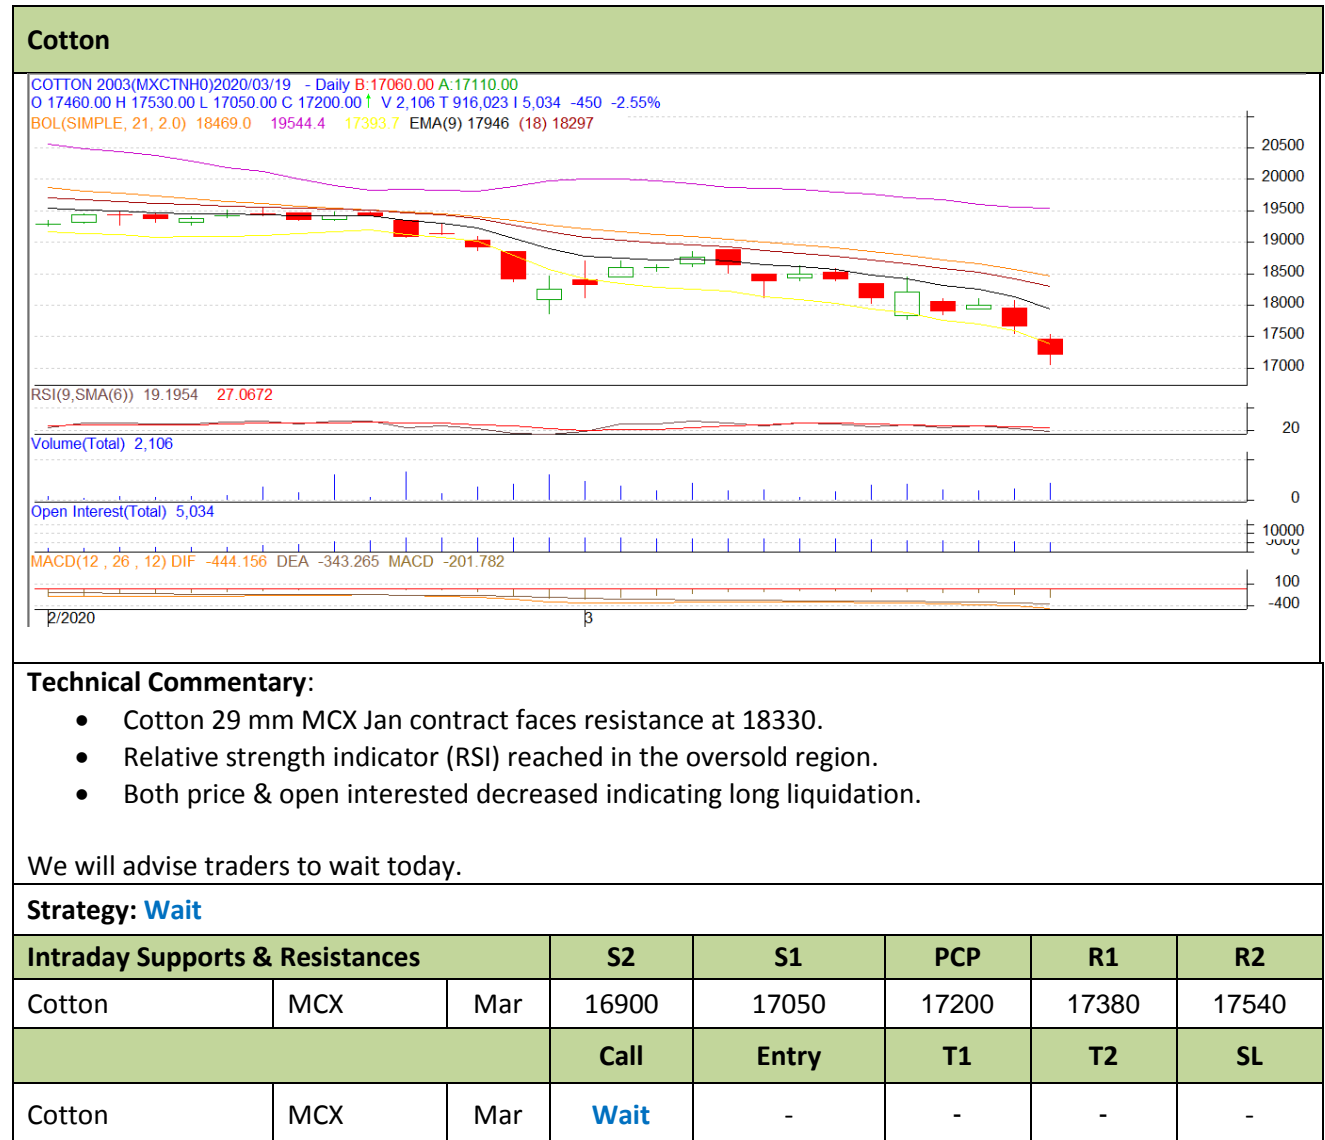 Cotton
COTTON 2003(MXCTNH0)2020/03/19 - Daily B:17060.00 A:17110.00
O 17460.00 H 17530.00 L 17050.00 C 17200.00↑ V 2,106 T 916,023 I 5,034 -450 -2.55%
BOL(SIMPLE, 21, 2.0) 18469.0 19544.4 17393.7 EMA(9) 17946 (18) 18297
20500
20000
19500
19000
18500
18000
17500
17000
RSI(9,SMA(6)) 19.1954 27.0672
20
Volume(Total) 2,106
0
Open Interest(Total) 5,034
10000
MACD(12 , 26 , 12) DIF -444.156 DEA -343.265 MACD -201.782
100
-400
2/2020 3
Technical Commentary:
• Cotton 29 mm MCX Jan contract faces resistance at 18330.
• Relative strength indicator (RSI) reached in the oversold region.
• Both price & open interested decreased indicating long liquidation.
We will advise traders to wait today.
Strategy: Wait
Intraday Supports & Resistances S2 S1 PCP R1 R2
Cotton MCX Mar 16900 17050 17200 17380 17540
Call Entry T1 T2 SL
Cotton MCX Mar Wait - - - -